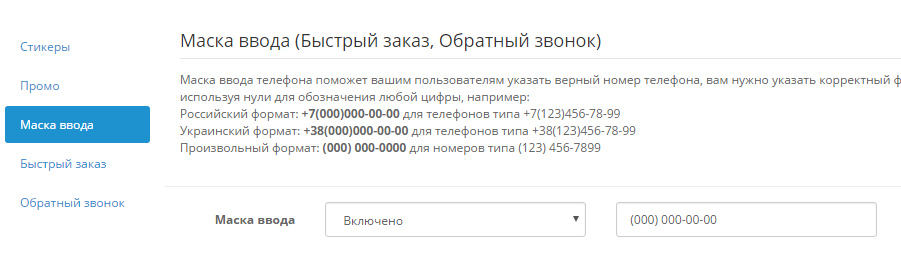 Стикеры
Промо
Маска ввода
Быстрый заказ
Обратный звонок
Маска ввода (Быстрый заказ, Обратный звонок)
Маска ввода телефона поможет вашим пользователям указать верный номер телефона, вам нужно указать корректный ф
используя нули для обозначения любой цифры, например:
Российский формат: +7(000)000-00-00 для телефонов типа +7(123)456-78-99
Украинский формат: +38(000)000-00-00 для телефонов типа +38(123)456-78-99
Произвольный формат: (000) 000-0000 для номеров типа (123) 456-7899
Маска ввода Включено (000) 000-00-00